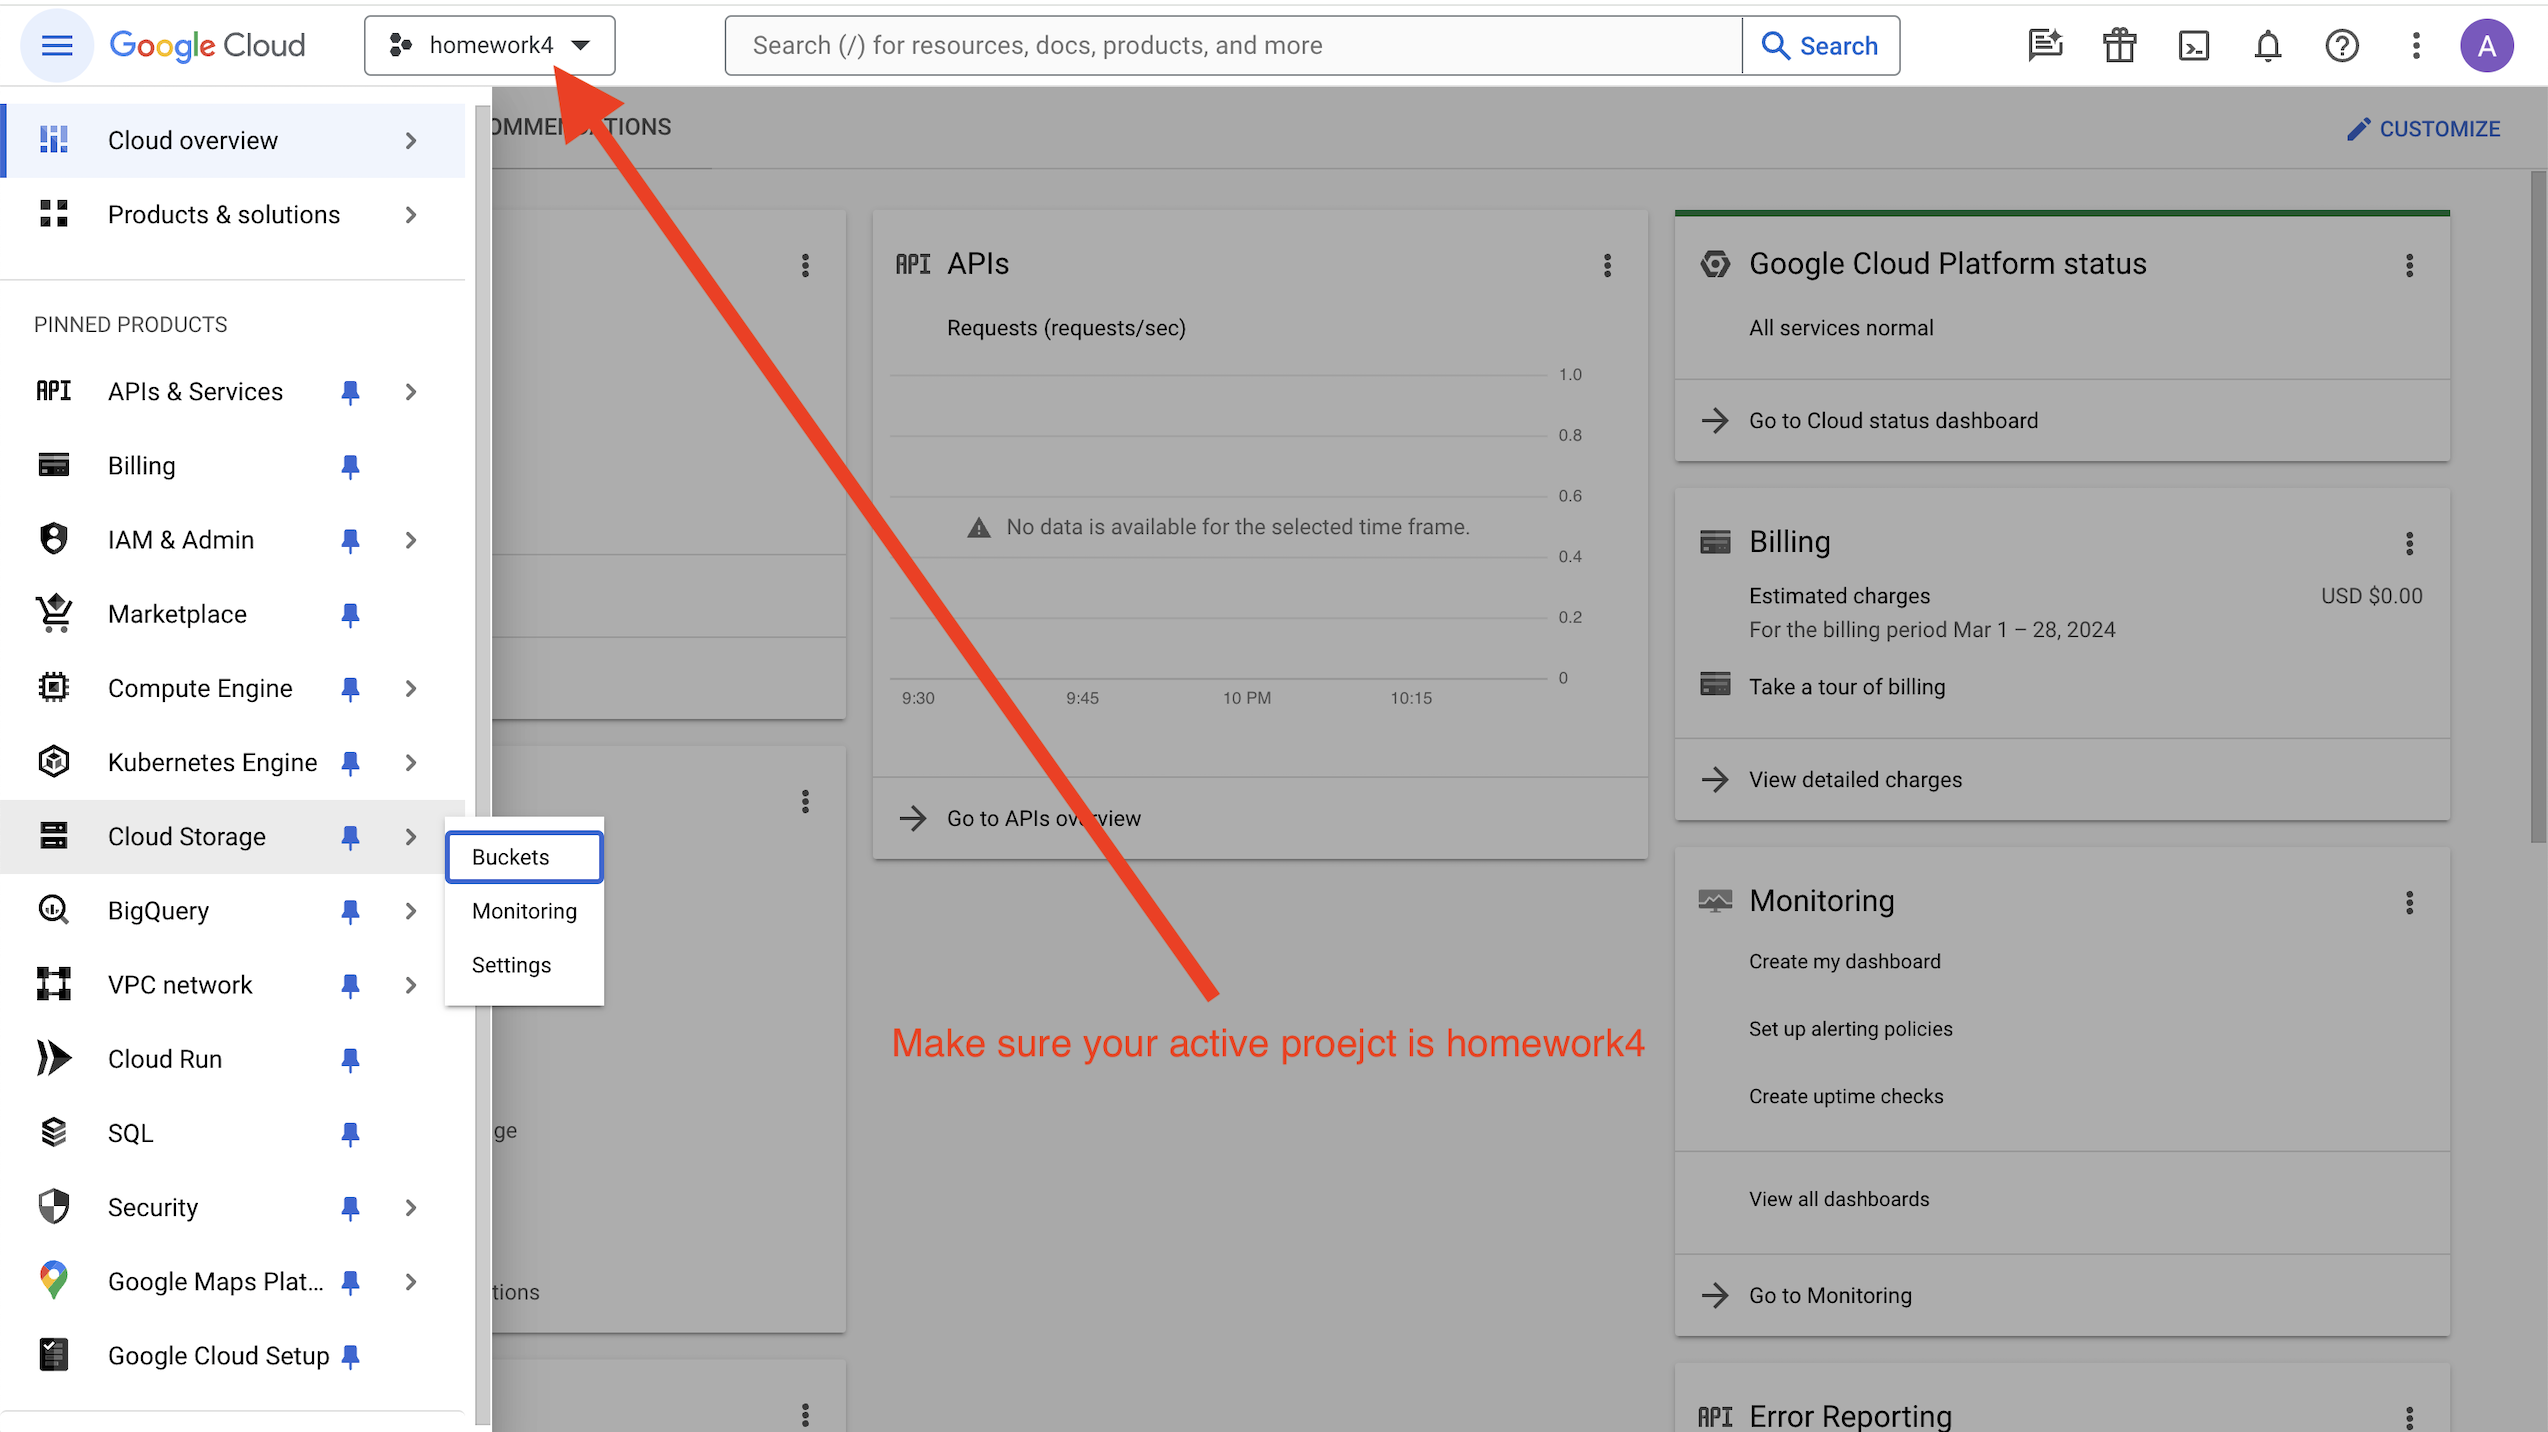 Google Cloud
homework4
Search (/) for resources, docs, products, and more
Search
A
Cloud overview
Products & solutions
PINNED PRODUCTS
API APIs & Services
Billing
IAM & Admin
Marketplace
Compute Engine
Kubernetes Engine
Cloud Storage
BigQuery
VPC network
Cloud Run
SQL
Security
Google Maps Plat...
Google Cloud Setup
Buckets
Monitoring
Settings
CUSTOMIZE
ge
tions
API APIs
Requests (requests/sec)
1.0
0.8
0.6
No data is available for the selected time frame.
0.4
0.2
0
9:30 9:45 10 PM 10:15
Go to APIs overview
Make sure your active proejct is homework4
Google Cloud Platform status
All services normal
Go to Cloud status dashboard
Billing
Estimated charges USD $0.00
For the billing period Mar 1 – 28, 2024
Take a tour of billing
View detailed charges
Monitoring
Create my dashboard
Set up alerting policies
Create uptime checks
View all dashboards
Go to Monitoring
API Error Reporting